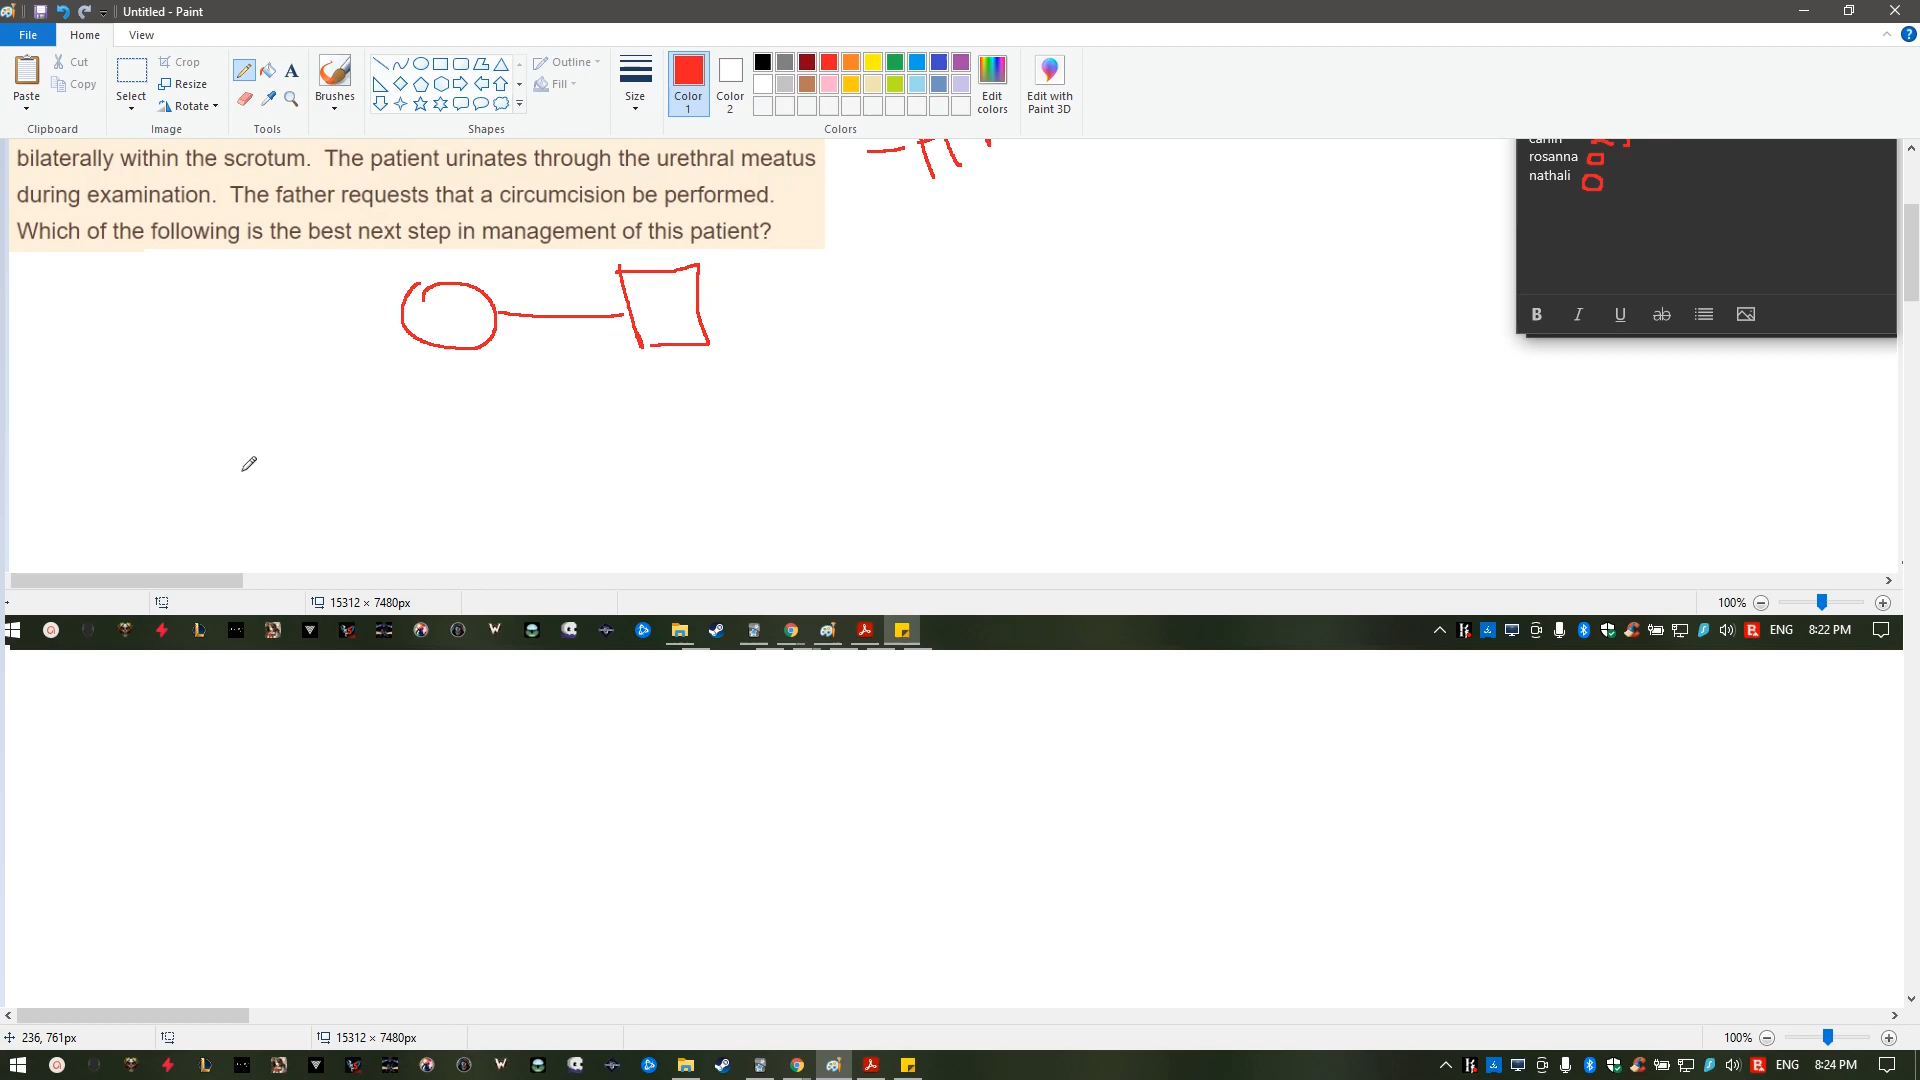 Untitled - Paint
File
Home
View
Paste
Cut
Copy
Clipboard
Select
Crop
Resize
Rotate
Image
Tools
Brushes
Shapes
Outline
Fill
Size
Color
1
Color
2
Colors
Edit
colors
Edit with
Paint 3D
bilaterally within the scrotum. The patient urinates through the urethral meatus
during examination. The father requests that a circumcision be performed.
Which of the following is the best next step in management of this patient?
rosanna
nathali
B I U ab
15312 × 7480px
100%
ENG 8:22 PM
236, 761px
15312 × 7480px
100%
ENG 8:24 PM